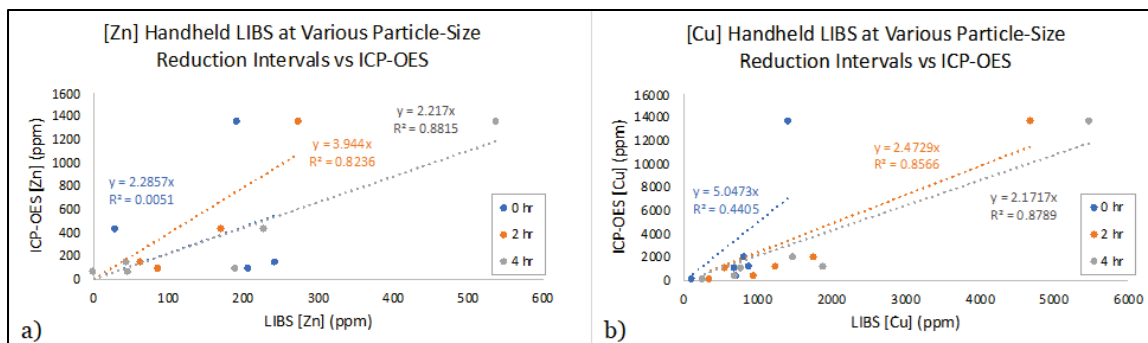 [Zn] Handheld LIBS at Various Particle-Size
Reduction Intervals vs ICP-OES
ICP-OES [Zn] (ppm)
1600
1400
1200
1000
800
600
400
200
0
y = 2.2857x
R² = 0.0051
y = 3.944x
R² = 0.8236
y = 2.217x
R² = 0.8815
0 hr
2 hr
4 hr
0 100 200 300 400 500 600
LIBS [Zn] (ppm)
a)
[Cu] Handheld LIBS at Various Particle-Size
Reduction Intervals vs ICP-OES
ICP-OES [Cu] (ppm)
16000
14000
12000
10000
8000
6000
4000
2000
0
y = 5.0473x
R² = 0.4405
y = 2.4729x
R² = 0.8566
y = 2.1717x
R² = 0.8789
0 hr
2 hr
4 hr
0 1000 2000 3000 4000 5000 6000
LIBS [Cu] (ppm)
b)